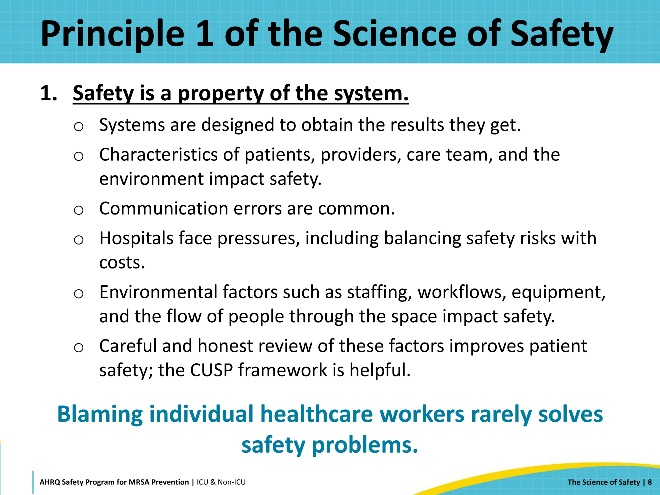 Principle 1 of the Science of Safety
1. Safety is a property of the system.
o Systems are designed to obtain the results they get.
o Characteristics of patients, providers, care team, and the
environment impact safety.
o Communication errors are common.
o Hospitals face pressures, including balancing safety risks with
costs.
o Environmental factors such as staffing, workflows, equipment,
and the flow of people through the space impact safety.
o Careful and honest review of these factors improves patient
safety; the CUSP framework is helpful.
Blaming individual healthcare workers rarely solves
safety problems.
AHRQ Safety Program for MRSA Prevention | ICU & Non-ICU
The Science of Safety | 8